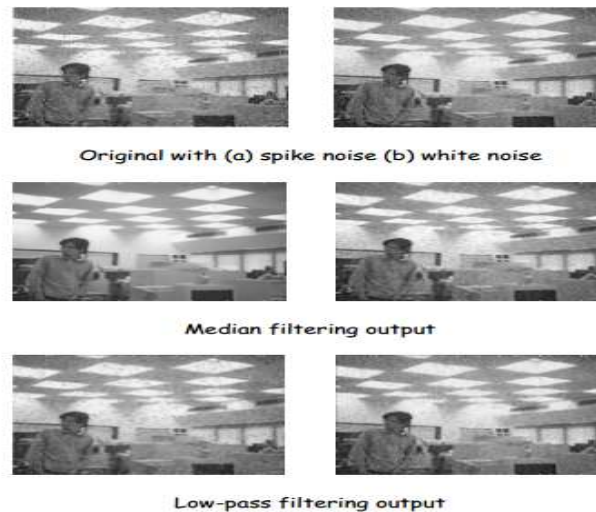 Original with (a) spike noise (b) white noise
Median filtering output
Low-pass filtering output